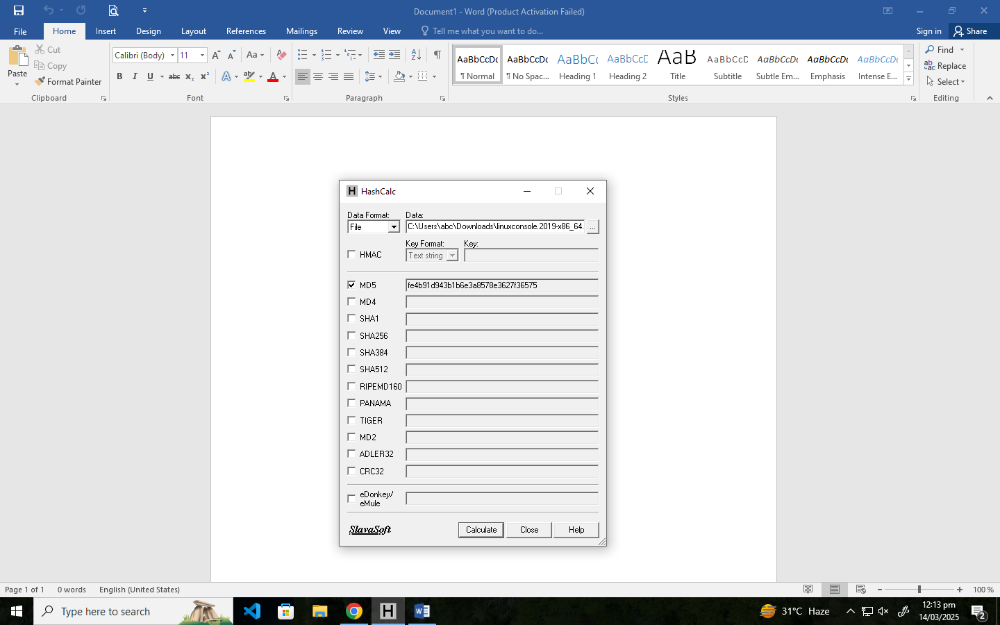 Document1 - Word (Product Activation Failed)
File Home Insert Design Layout References Mailings Review View Tell me what you want to do... Sign in Share
Paste
Cut
Copy
Format Painter
Clipboard
Calibri (Body) 11
Aa
B I U abc x₂ x²
A ab A
Font
Paragraph
AaBbCcDc AaBbCcDc AaBbCc AaBbCcD AaB AaBbCcD AaBbCcDc AaBbCcDc AaBbCcDc
¶ Normal ¶ No Spac... Heading 1 Heading 2 Title Subtitle Subtle Em... Emphasis Intense E...
Styles
Find
Replace
Select
Editing
H HashCalc
Data Format: Data:
File C:\Users\abc\Downloads\linuxconsole.2019-x86_64. ...
Key Format: Key:
HMAC Text string
MD5 fe4b91d943b1b6e3a8578e3627f36575
MD4
SHA1
SHA256
SHA384
SHA512
RIPEMD160
PANAMA
TIGER
MD2
ADLER32
CRC32
eDonkey/
eMule
SlavaSoft Calculate Close Help
Page 1 of 1 0 words English (United States) 100 %
Type here to search
H
31°C Haze
12:13 pm
14/03/2025
2